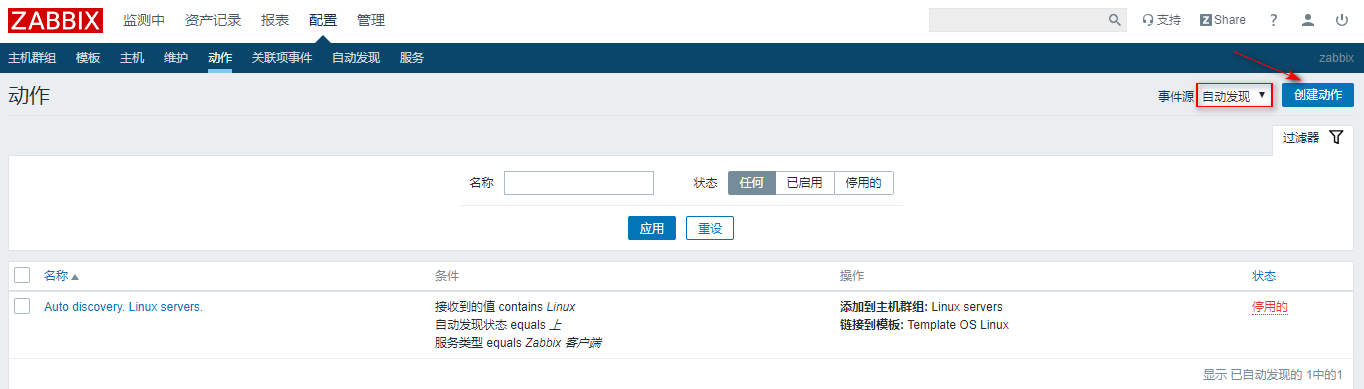 ZABBIX 监测中 资产记录 报表 配置 管理 支持 Z Share ?
主机群组 模板 主机 维护 动作 关联项事件 自动发现 服务 zabbix
动作 事件源 自动发现 创建动作
过滤器
名称 状态 任何 已启用 停用的
应用 重设
名称 条件 操作 状态
Auto discovery. Linux servers. 接收到的值 contains Linux 添加到主机群组: Linux servers 停用的
自动发现状态 equals 上 链接到模板: Template OS Linux
服务类型 equals Zabbix 客户端
显示 已自动发现的 1中的1